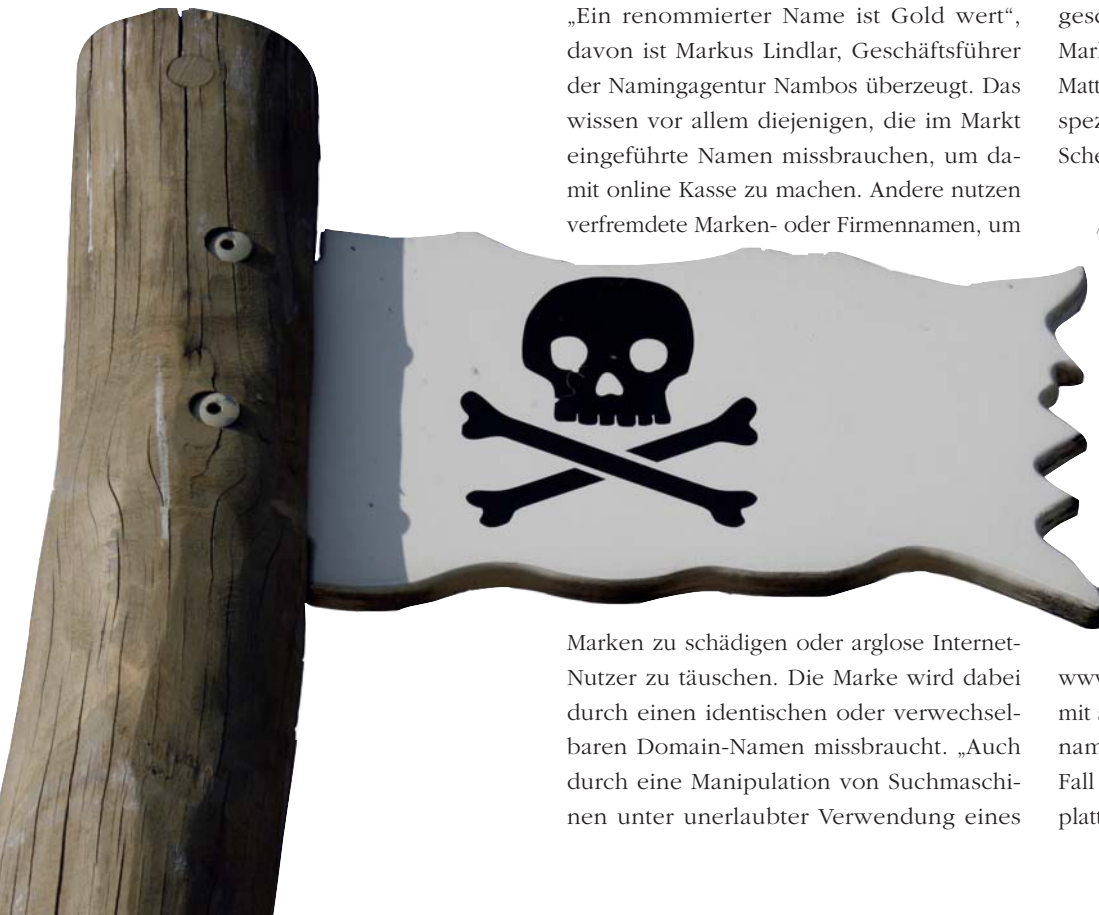 „Ein renommierter Name ist Gold wert“,
davon ist Markus Lindlar, Geschäftsführer
der Namingagentur Nambos überzeugt. Das
wissen vor allem diejenigen, die im Markt
eingeführte Namen missbrauchen, um da-
mit online Kasse zu machen. Andere nutzen
verfremdete Marken- oder Firmennamen, um
Marken zu schädigen oder arglose Internet-
Nutzer zu täuschen. Die Marke wird dabei
durch einen identischen oder verwechsel-
baren Domain-Namen missbraucht. „Auch
durch eine Manipulation von Suchmaschi-
nen unter unerlaubter Verwendung eines
mit
Fall